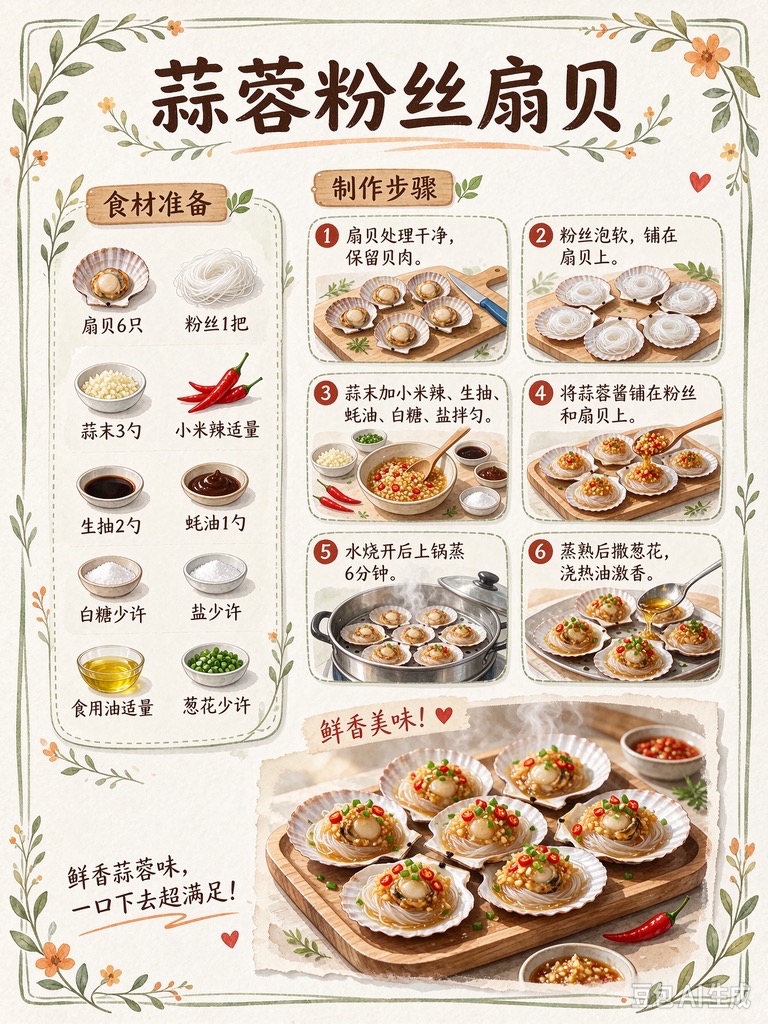 蒜蓉粉丝扇贝
食材准备
扇贝6只
粉丝1把
蒜末3勺
小米辣适量
生抽2勺
蚝油1勺
白糖少许
盐少许
食用油适量
葱花少许
制作步骤
1 扇贝处理干净，
保留贝肉。
2 粉丝泡软，铺在
扇贝上。
3 蒜末加小米辣、生抽、
蚝油、白糖、盐拌匀。
4 将蒜蓉酱铺在粉丝
和扇贝上。
5 水烧开后上锅蒸
6分钟。
6 蒸熟后撒葱花，
浇热油激香。
鲜香美味！
鲜香蒜蓉味，
一口下去超满足！
豆包AI生成